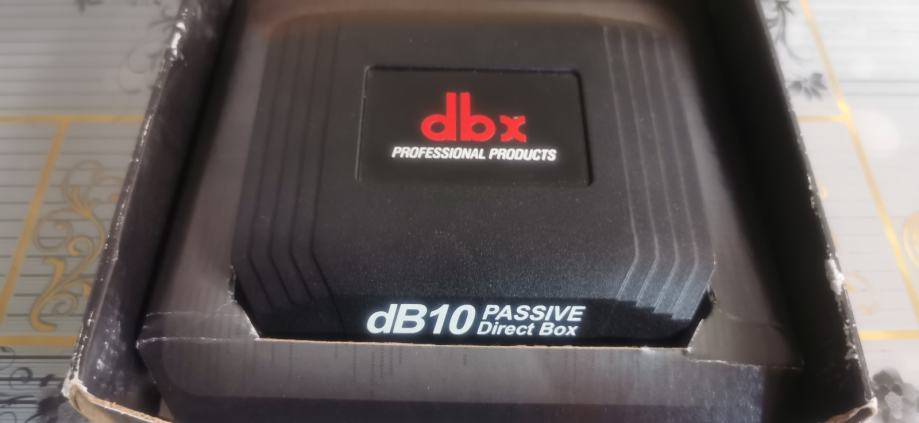 dbx
PROFESSIONAL PRODUCTS
dB10 PASSIVE
Direct Box